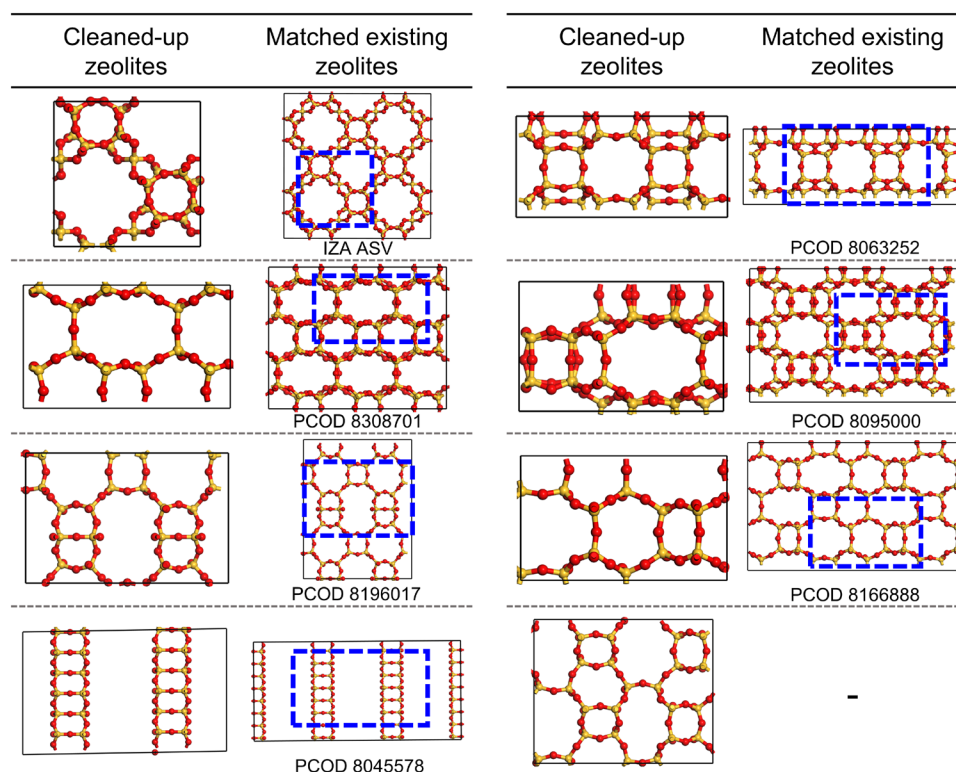 Cleaned-up
zeolites
Matched existing
zeolites
Cleaned-up
zeolites
Matched existing
zeolites
IZA ASV
PCOD 8063252
PCOD 8308701
PCOD 8095000
PCOD 8196017
PCOD 8166888
PCOD 8045578
-